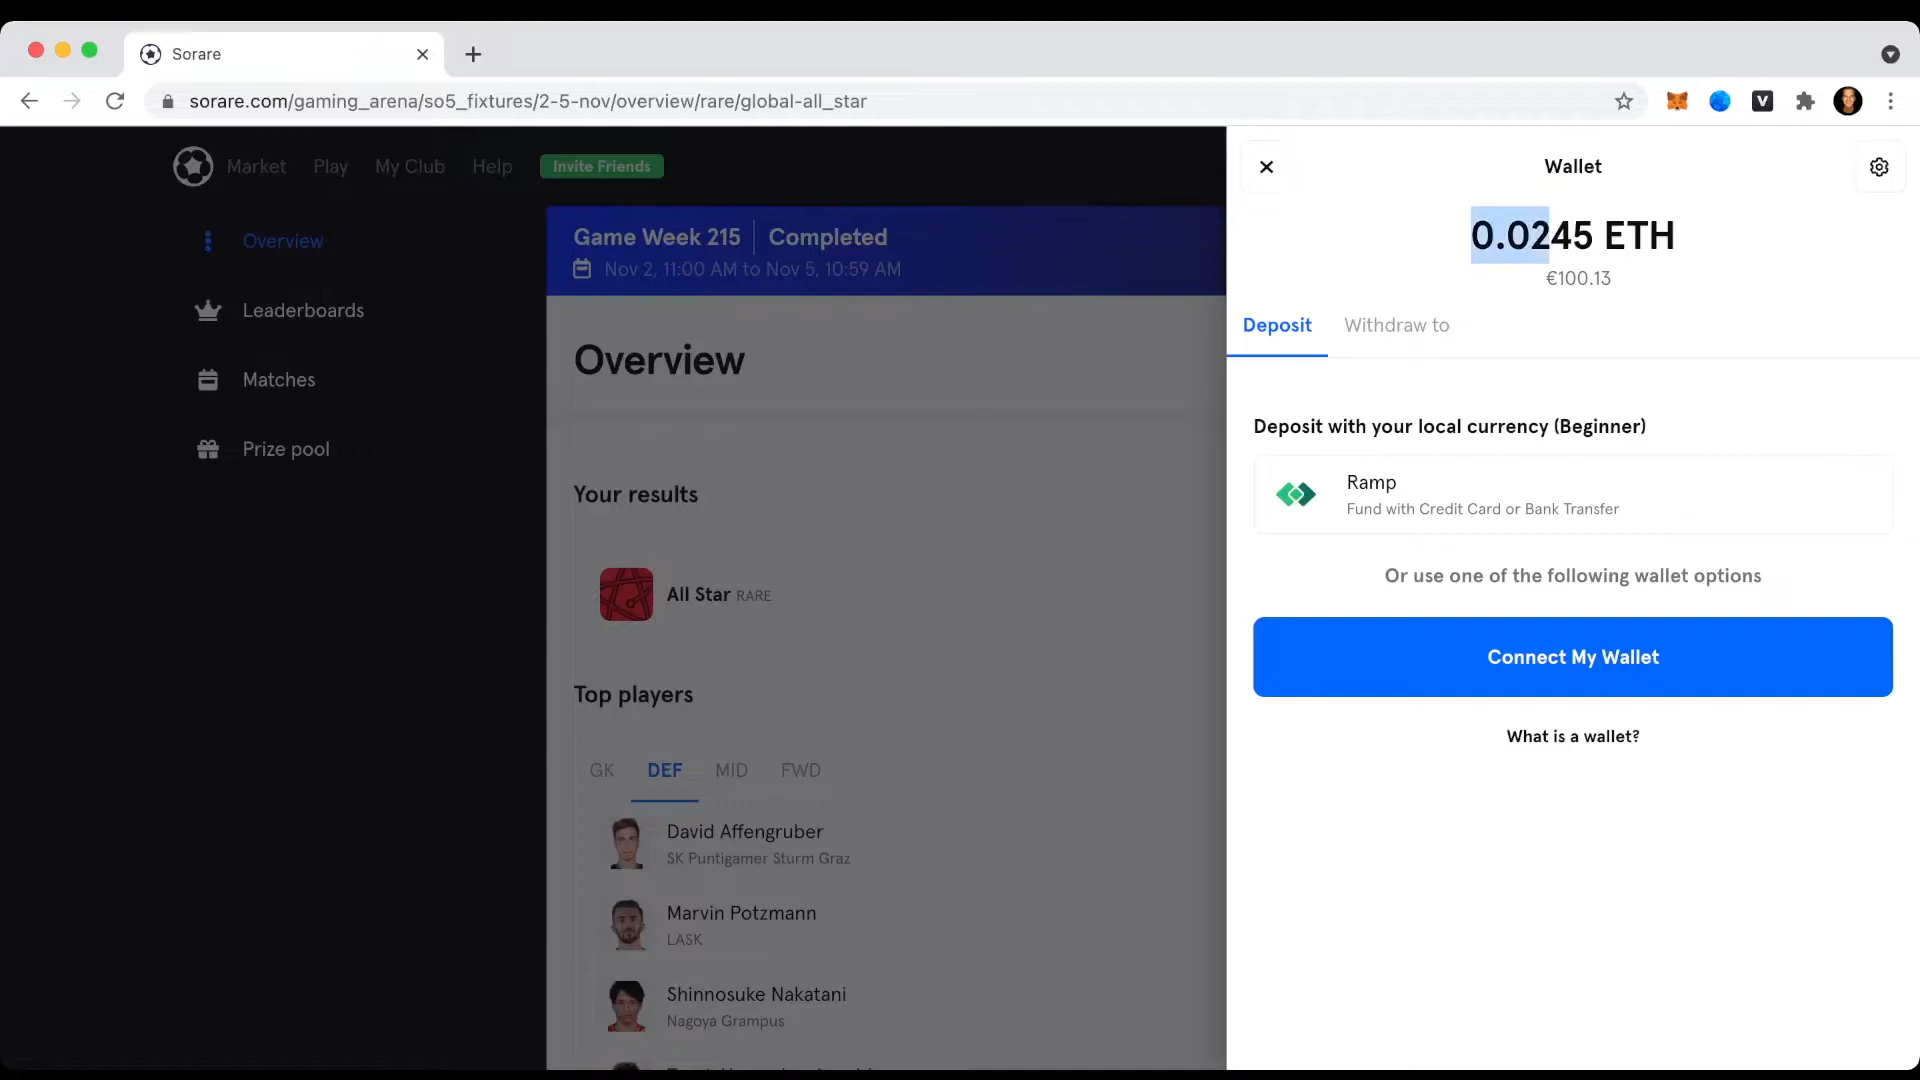 Sorare
sorare.com/gaming_arena/so5_fixtures/2-5-nov/overview/rare/global-all_star
Market Play My Club Help Invite Friends
Overview
Leaderboards
Matches
Prize pool
Game Week 215 Completed
Nov 2, 11:00 AM to Nov 5, 10:59 AM
Overview
Your results
All Star RARE
Top players
GK DEF MID FWD
David Affengruber
SK Puntigamer Sturm Graz
Marvin Potzmann
LASK
Shinnosuke Nakatani
Nagoya Grampus
Wallet
0.0245 ETH
€100.13
Deposit Withdraw to
Deposit with your local currency (Beginner)
Ramp
Fund with Credit Card or Bank Transfer
Or use one of the following wallet options
Connect My Wallet
What is a wallet?